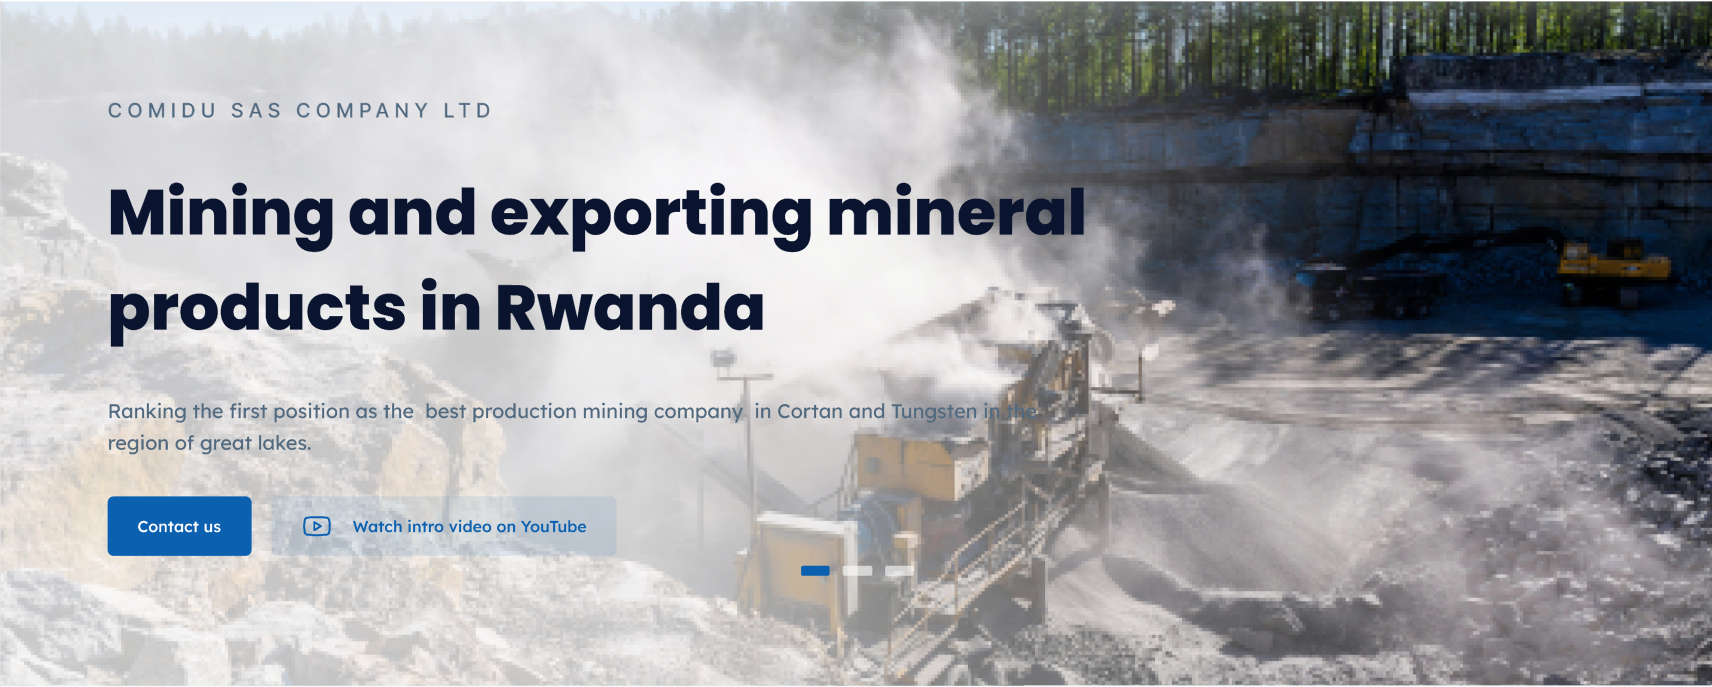 COMIDU SAS COMPANY LTD
Mining and exporting mineral
products in Rwanda
Ranking the first position as the  best production mining company  in Cortan and Tungsten in the
region of great lakes.
Contact us
Watch intro video on YouTube